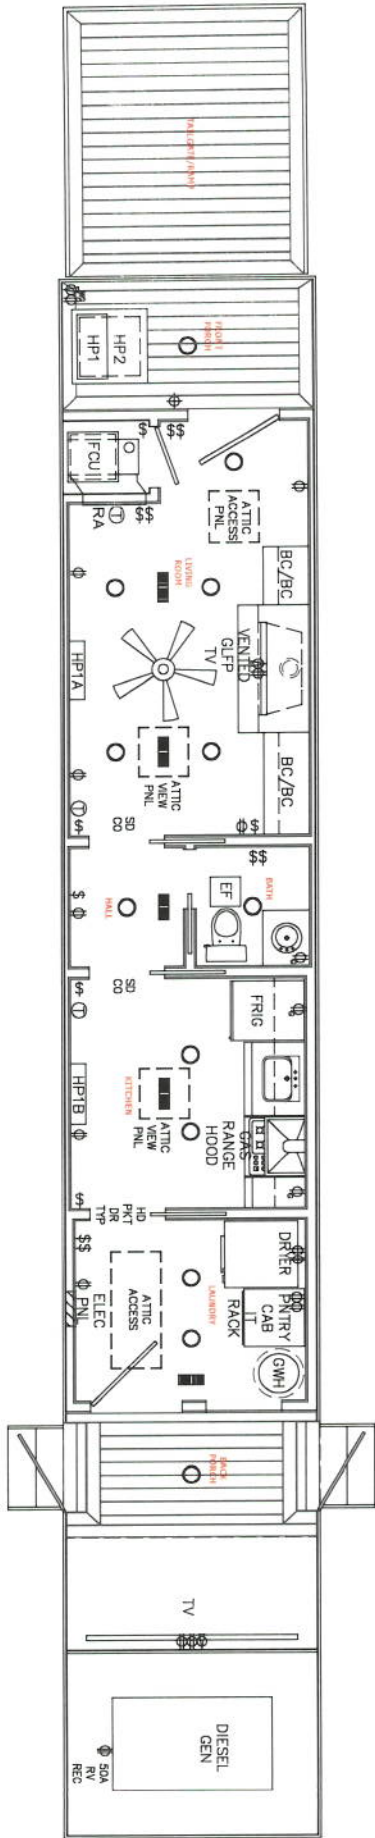 TAILGATE/RAMP
FRONT
PORCH
HP2
HP1
$
$$
FCU
ATTIC
ACCESS
PNL
T
$$
RA
BC/BC
LIVING
ROOM
VENTED
GLFP
TV
HP1A
BC/BC
ATTIC
VIEW
PNL
T
$
SD
CO
$
$$
BATH
EF
HALL
$
SD
CO
$
T
FRIG
KITCHEN
HP1B
ATTIC
VIEW
PNL
GAS
RANGE
HOOD
$
HD
PKT
DR
TYP
$$
DRYER
LAUNDRY
ATTIC
ACCESS
ELEC
PNL
PNTRY
CAB
IT
RACK
GWH
BACK
PORCH
TV
DIESEL
GEN
50A
RV
REC